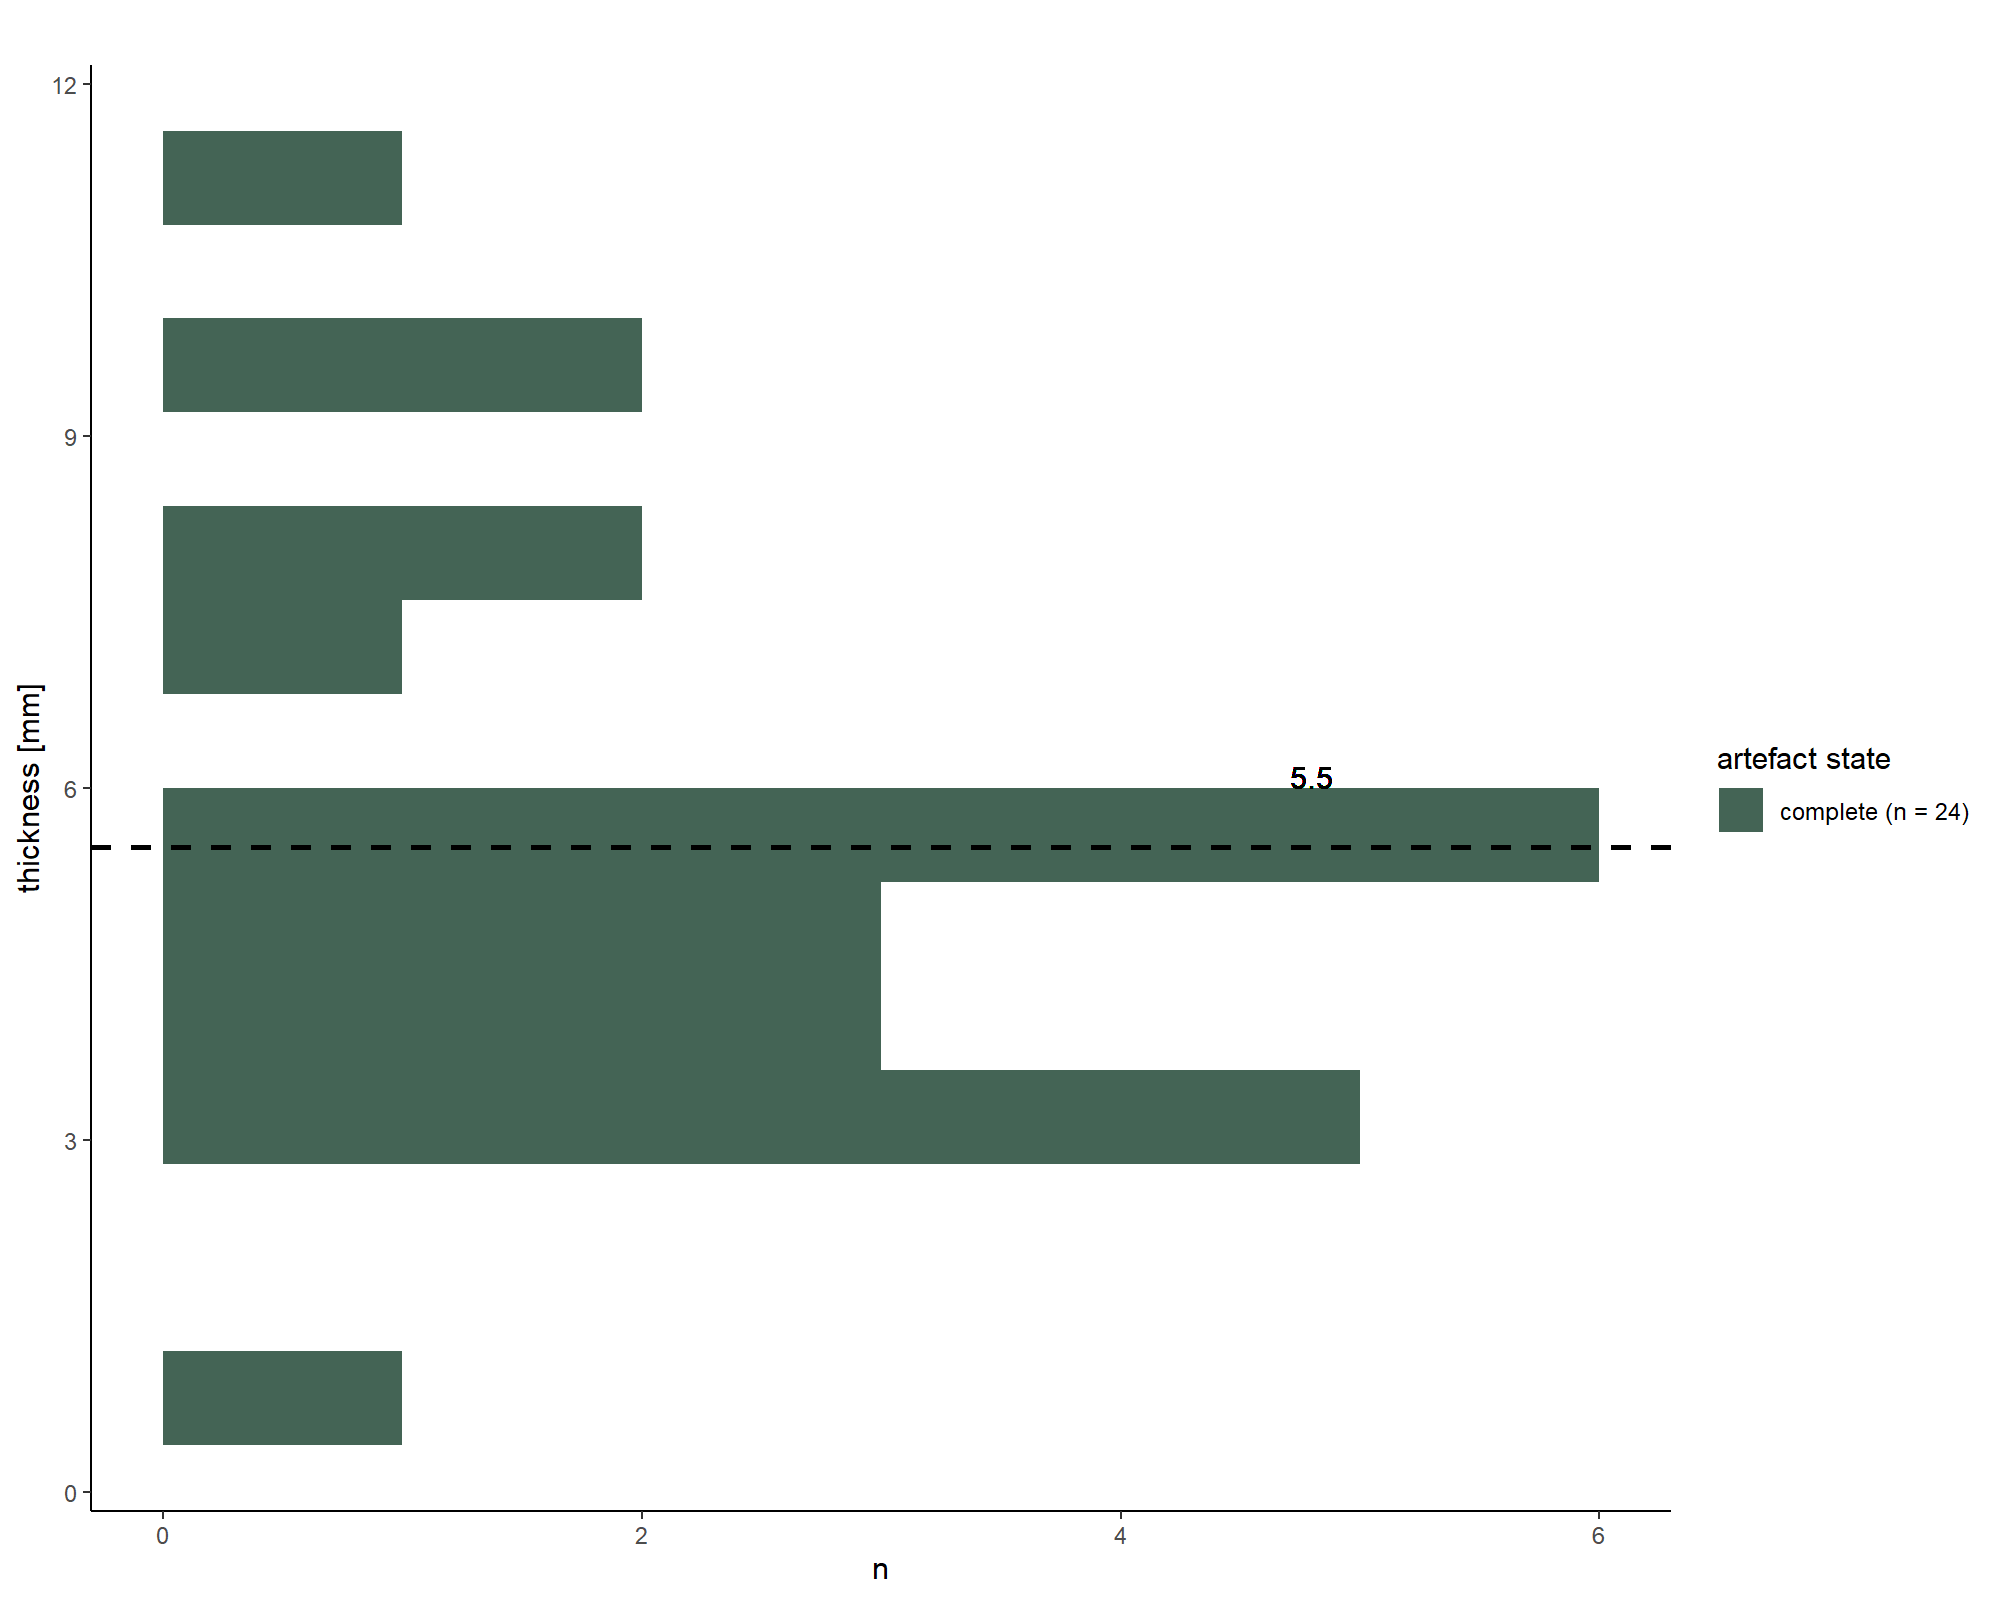 12
9
6
3
0
thickness [mm]
5.5
0
2
4
6
n
artefact state
complete (n = 24)